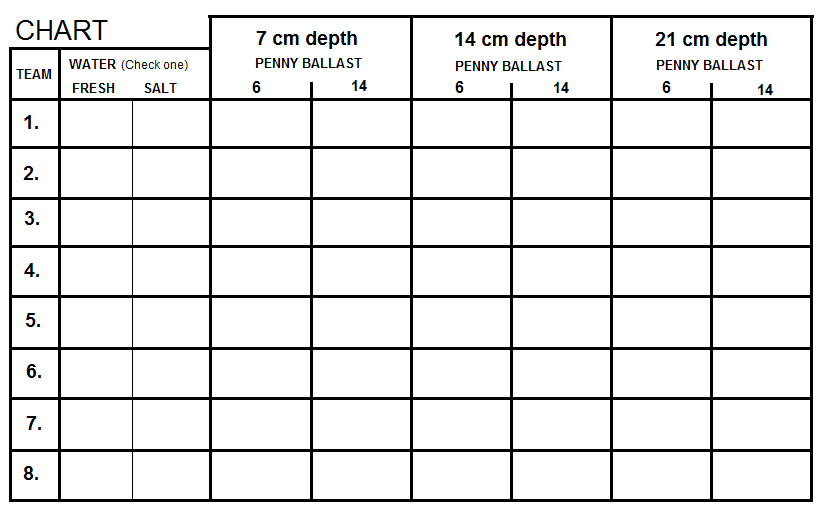 CHART
7 cm depth 14 cm depth 21 cm depth
TEAM WATER (Check one) PENNY BALLAST PENNY BALLAST PENNY BALLAST
FRESH SALT 6 14 6 14 6 14
1.
2.
3.
4.
5.
6.
7.
8.